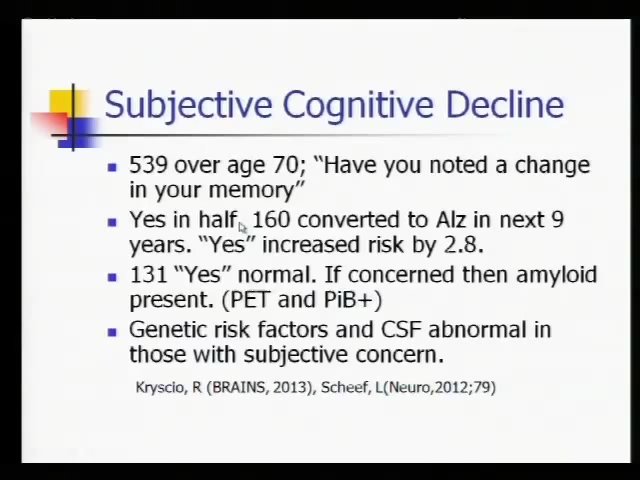 Subjective Cognitive Decline
539 over age 70; “Have you noted a change
in your memory”
Yes in half, 160 converted to Alz in next 9
years. “Yes” increased risk by 2.8.
131 “Yes” normal. If concerned then amyloid
present. (PET and PiB+)
Genetic risk factors and CSF abnormal in
those with subjective concern.
Kryscio, R (BRAINS, 2013), Scheef, L(Neuro,2012;79)